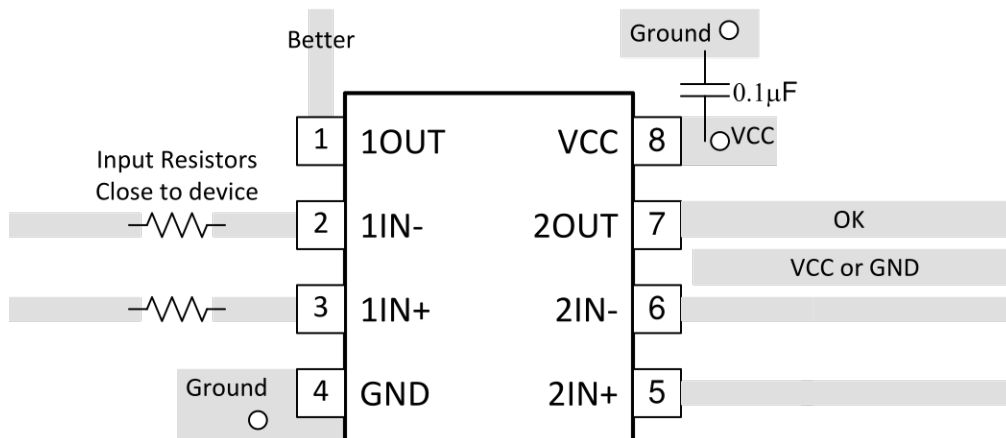 Better
Ground
0.1μF
1 1OUT VCC 8 VCC
Input Resistors
Close to device
2 1IN- 2OUT 7 OK
VCC or GND
3 1IN+ 2IN- 6
Ground
4 GND 2IN+ 5